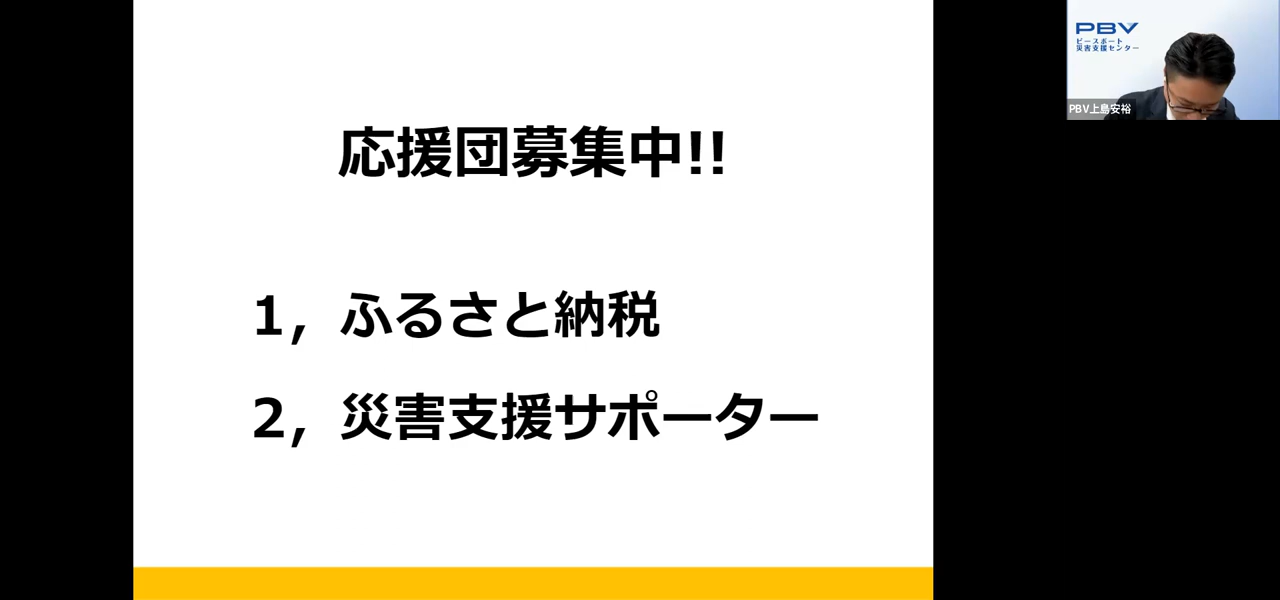 応援団募集中!!
1, ふるさと納税
2, 災害支援サポーター
PBV
ピースボート
災害支援センター
PBV上島安裕